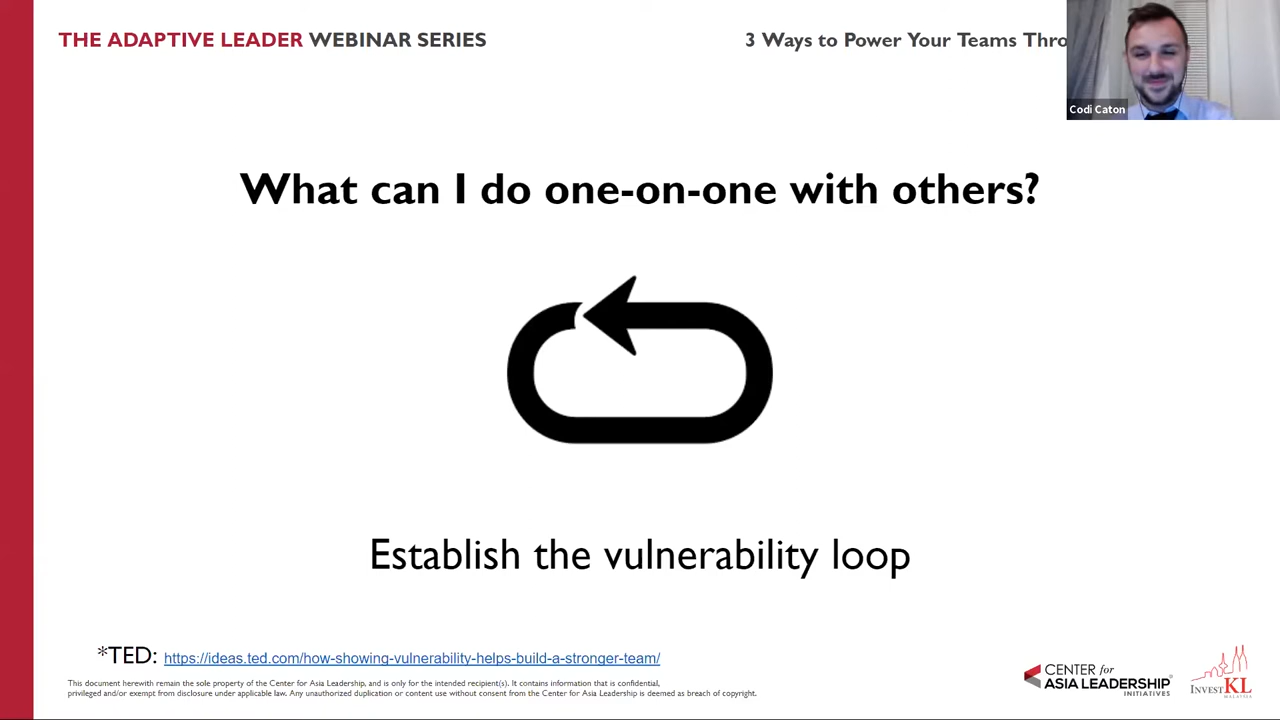 THE ADAPTIVE LEADER WEBINAR SERIES
3 Ways to Power Your Teams Thro
Codi Caton
What can I do one-on-one with others?
Establish the vulnerability loop
*TED: https://ideas.ted.com/how-showing-vulnerability-helps-build-a-stronger-team/
This document herewith remain the sole property of the Center for Asia Leadership, and is only for the intended recipient(s). It contains information that is confidential,
privileged and/or exempt from disclosure under applicable law. Any unauthorized duplication or content use without consent from the Center for Asia Leadership is deemed as breach of copyright.
CENTER for
ASIA LEADERSHIP
INITIATIVES
INVEST KL
MALAYSIA